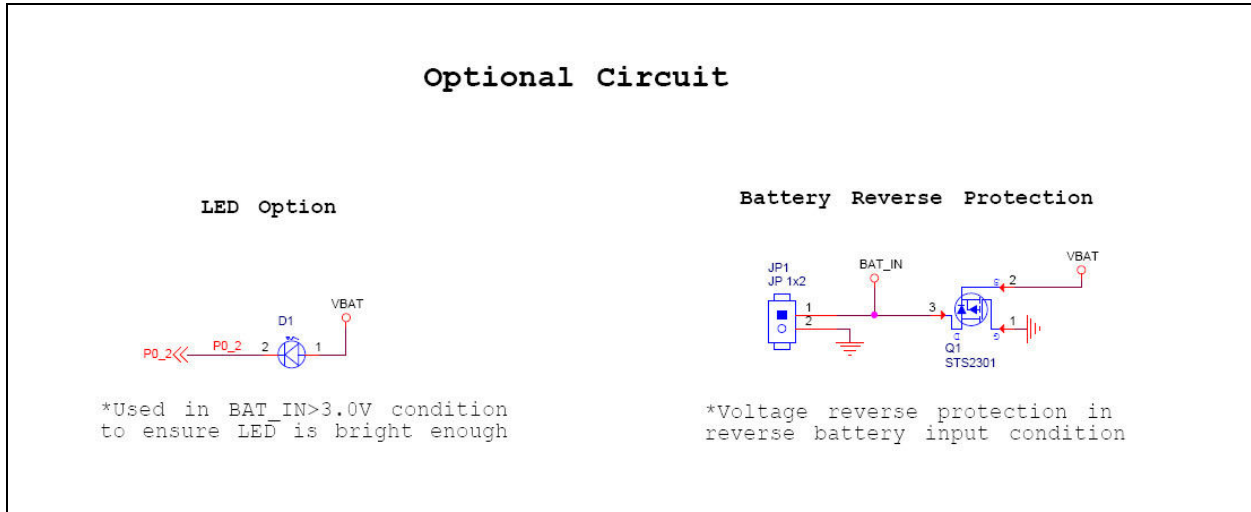 Optional Circuit
LED Option
VBAT
D1
P0_2
P0_2
2
1
*Used in BAT_IN>3.0V condition
to ensure LED is bright enough
Battery Reverse Protection
JP1
JP 1x2
BAT_IN
VBAT
1
2
3
S
2
D
G
1
Q1
STS2301
*Voltage reverse protection in
reverse battery input condition